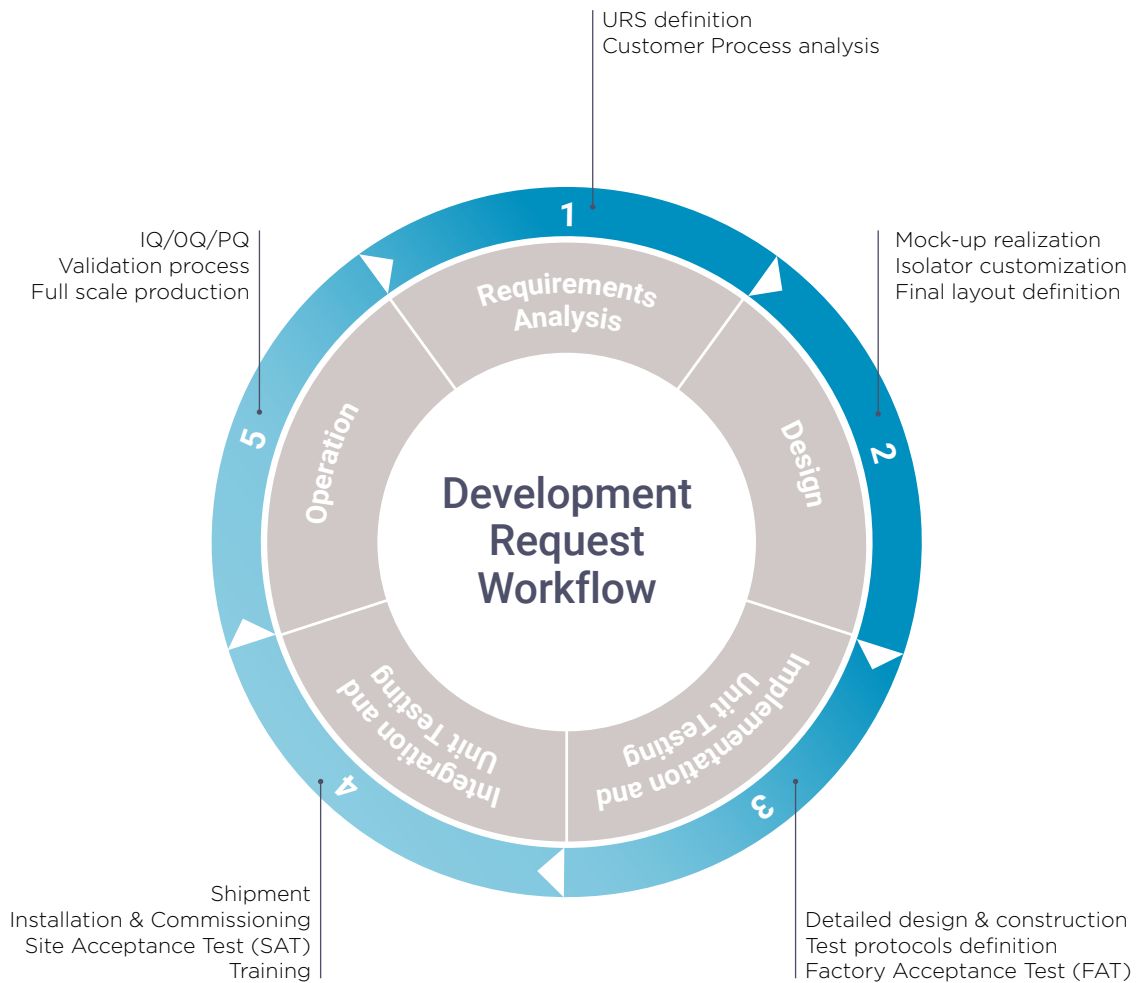 URS definition
Customer Process analysis
1
Requirements
Analysis
Mock-up realization
Isolator customization
Final layout definition
2
Design
Detailed design & construction
Test protocols definition
Factory Acceptance Test (FAT)
3
Implementation and
Unit Testing
Shipment
Installation & Commissioning
Site Acceptance Test (SAT)
Training
4
Integration and
Unit Testing
IQ/0Q/PQ
Validation process
Full scale production
5
Operation
Development
Request
Workflow